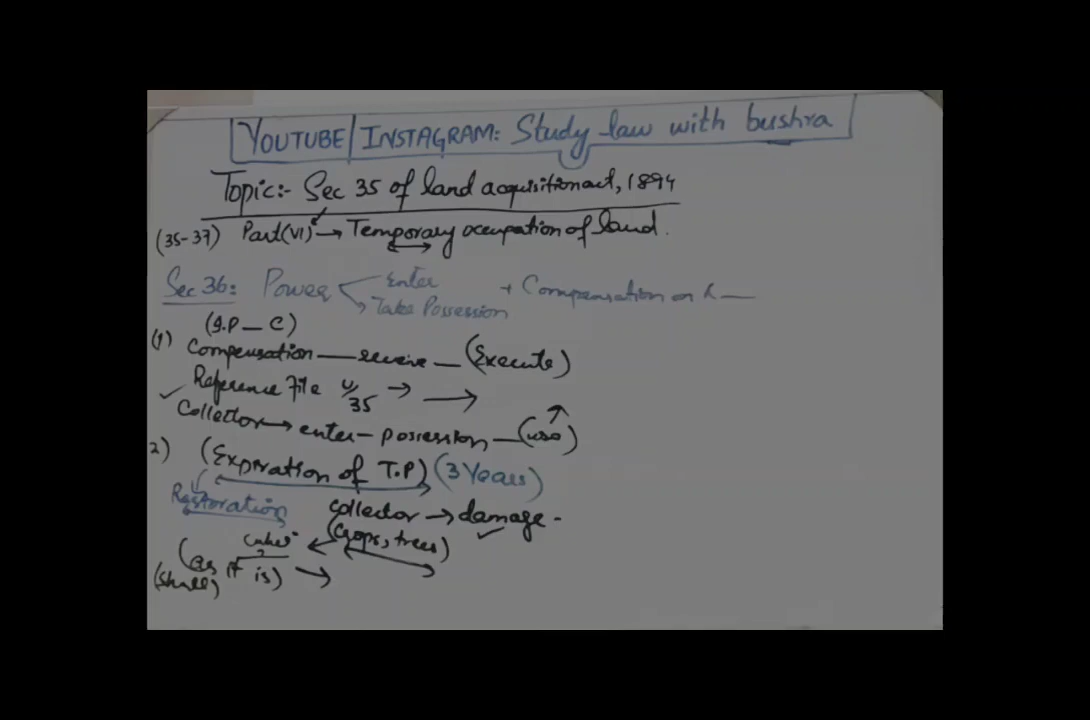 YOUTUBE/INSTAGRAM: Study law with bushra
Topic:- Sec 35 of land acquisition act, 1894
(35-37) Part(VI) → Temporary occupation of land.
Sec 36: Power Enter + Compensation on
Take Possession
(I.P - C)
(1) Compensation — receive — (Execute)
Reference File u/35 → →
✓ Collector → enter - possession — (use)
2) (Expiration of T.P) (3 Years)
Restoration collector → damage -
(Crops, trees)
(as it is) →
(shall)